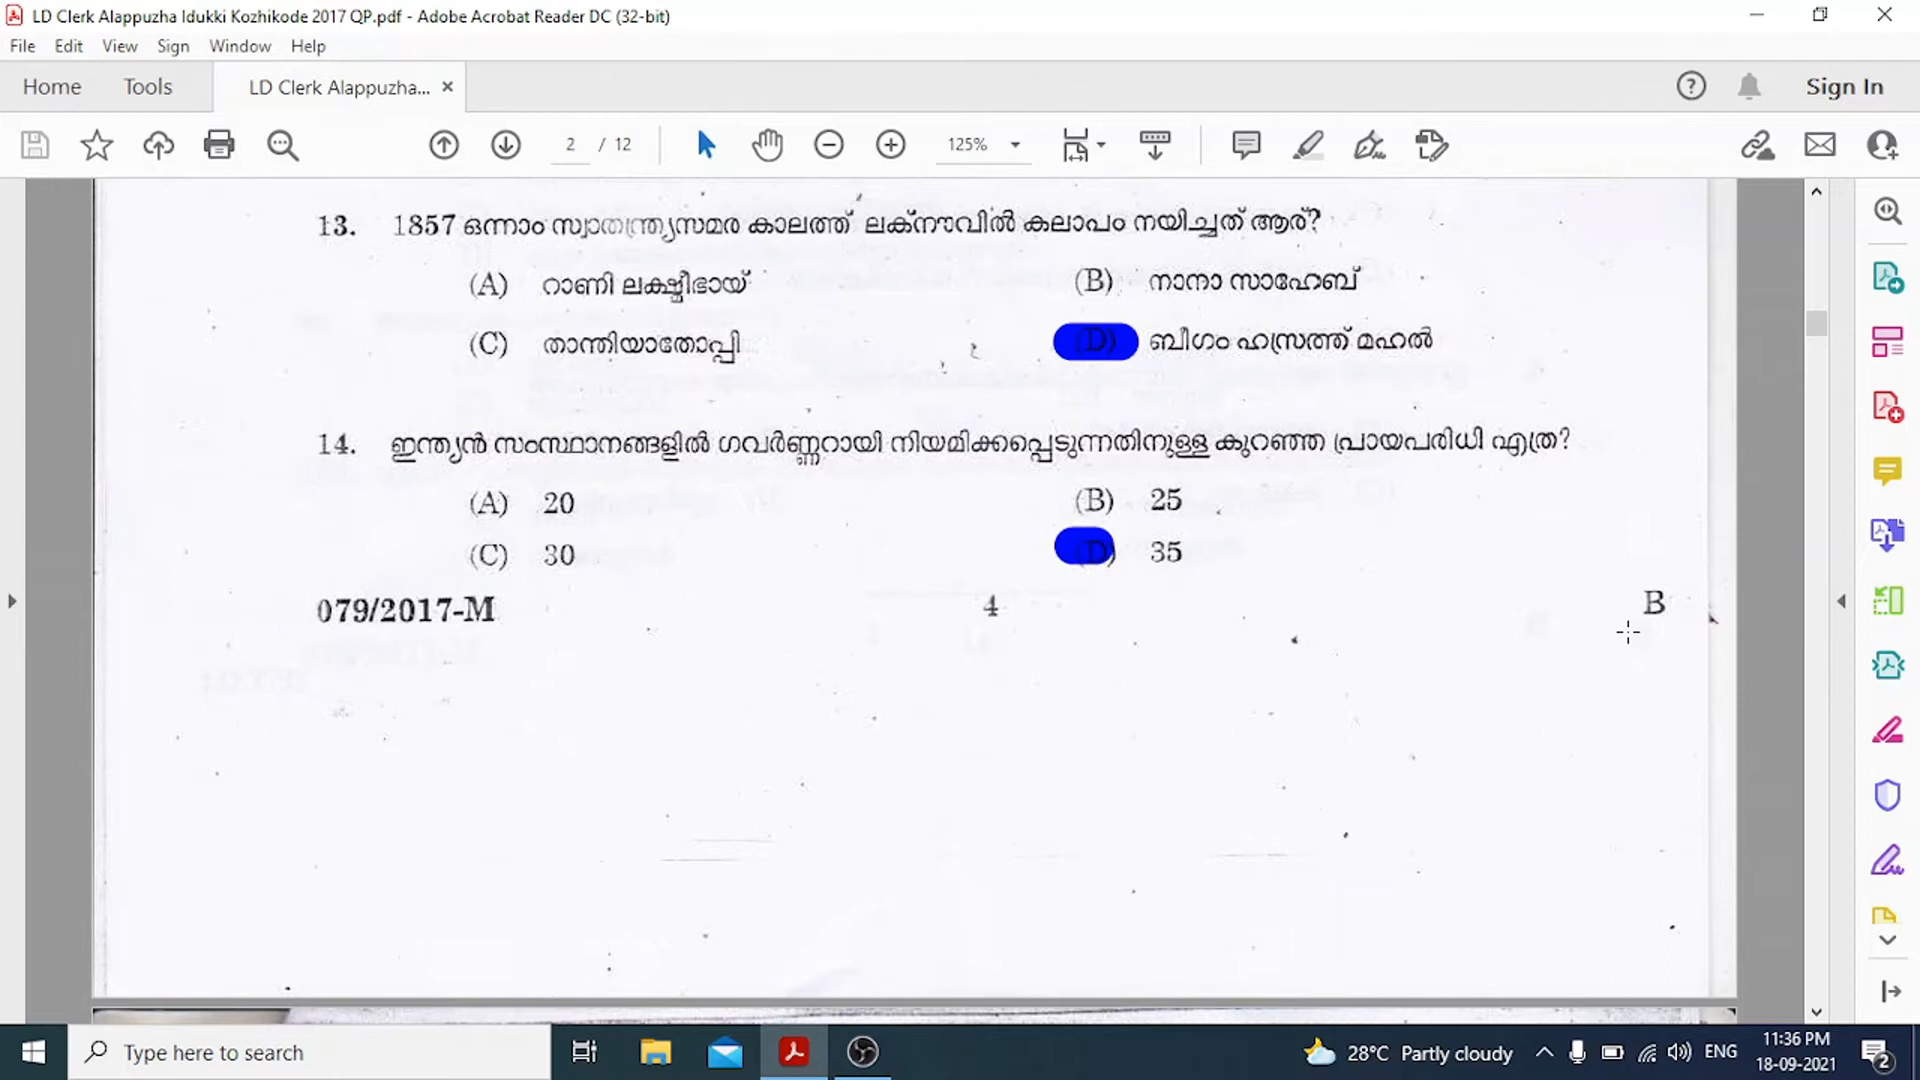 LD Clerk Alappuzha Idukki Kozhikode 2017 QP.pdf - Adobe Acrobat Reader DC (32-bit)
File Edit View Sign Window Help
Home Tools LD Clerk Alappuzha... × Sign In
2 / 12 125%
13. 1857 ഒന്നാം സ്വാതന്ത്ര്യസമര കാലത്ത് ലക്നൗവിൽ കലാപം നയിച്ചത് ആര്?
(A) റാണി ലക്ഷ്മീഭായ് (B) നാനാ സാഹേബ്
(C) താന്തിയാതോപ്പി (D) ബീഗം ഹസ്രത്ത് മഹൽ
14. ഇന്ത്യൻ സംസ്ഥാനങ്ങളിൽ ഗവർണ്ണറായി നിയമിക്കപ്പെടുന്നതിനുള്ള കുറഞ്ഞ പ്രായപരിധി എത്ര?
(A) 20 (B) 25
(C) 30 (D) 35
079/2017-M 4 B
Type here to search 28°C Partly cloudy ENG 11:36 PM
18-09-2021 2